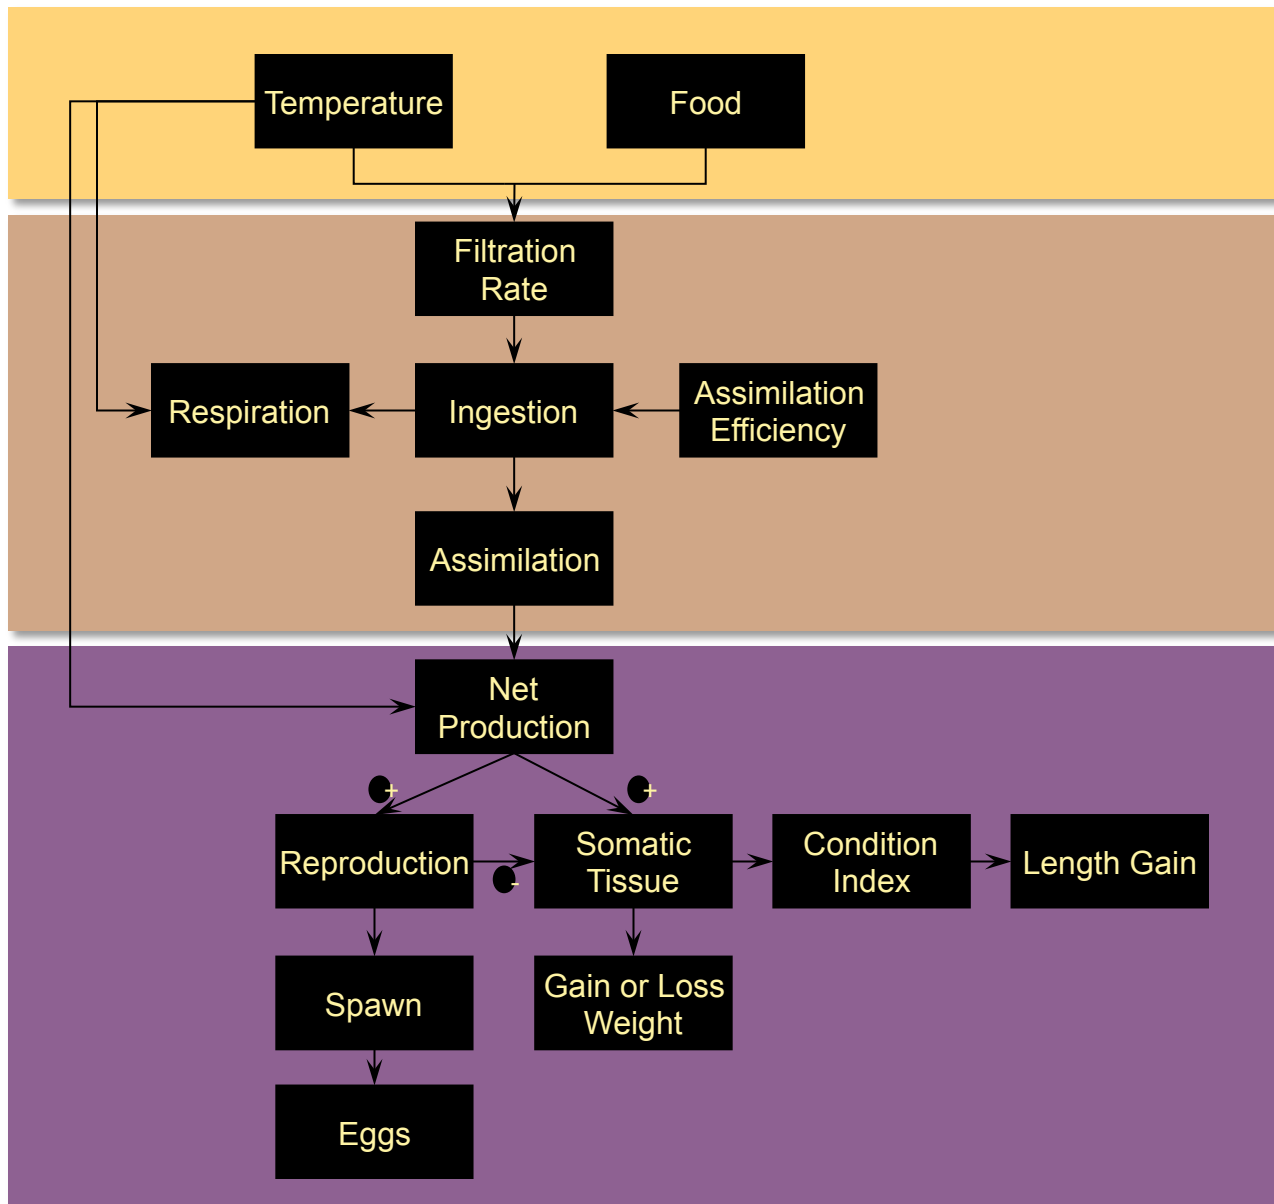 Temperature
Food
Filtration
Rate
Respiration
Ingestion
Assimilation
Efficiency
Assimilation
Net
Production
+
+
Reproduction
-
Somatic
Tissue
Condition
Index
Length Gain
Spawn
Gain or Loss
Weight
Eggs